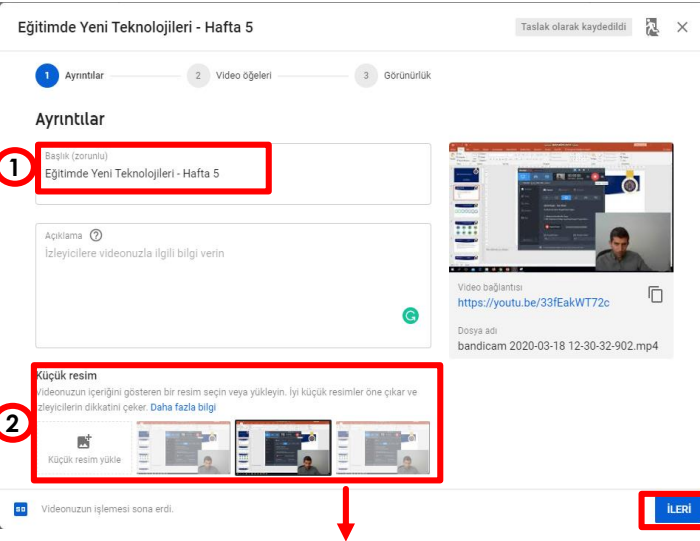 Eğitimde Yeni Teknolojileri - Hafta 5
Taslak olarak kaydedildi
1 Ayrıntılar
2 Video öğeleri
3 Görünürlük
Ayrıntılar
1
Başlık (zorunlu)
Eğitimde Yeni Teknolojileri - Hafta 5
Açıklama
İzleyicilere videonuzla ilgili bilgi verin
Video bağlantısı
https://youtu.be/33fEakWT72c
Dosya adı
bandicam 2020-03-18 12-30-32-902.mp4
2
Küçük resim
Videonuzun içeriğini gösteren bir resim seçin veya yükleyin. İyi küçük resimler öne çıkar ve
izleyicilerin dikkatini çeker. Daha fazla bilgi
Küçük resim yükle
SD
Videonuzun işlemesi sona erdi.
İLERİ